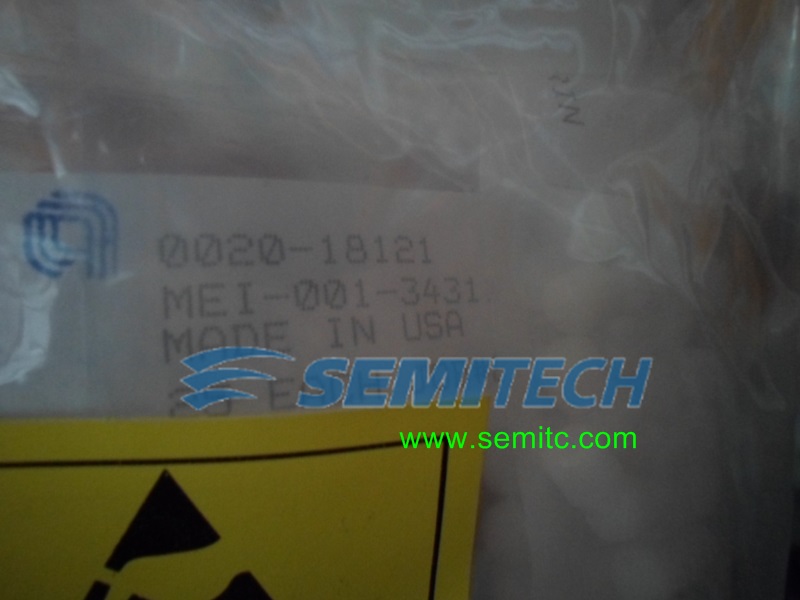 0020-18121
MEI-001-3431
MADE IN USA
SEMITECH
www.semitc.com